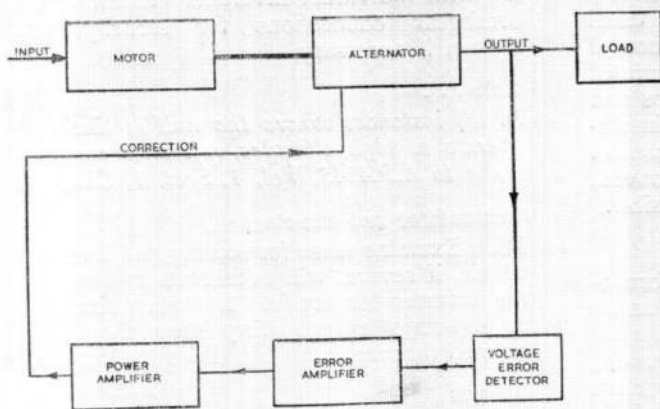 INPUT
MOTOR
ALTERNATOR
OUTPUT
LOAD
CORRECTION
POWER
AMPLIFIER
ERROR
AMPLIFIER
VOLTAGE
ERROR
DETECTOR